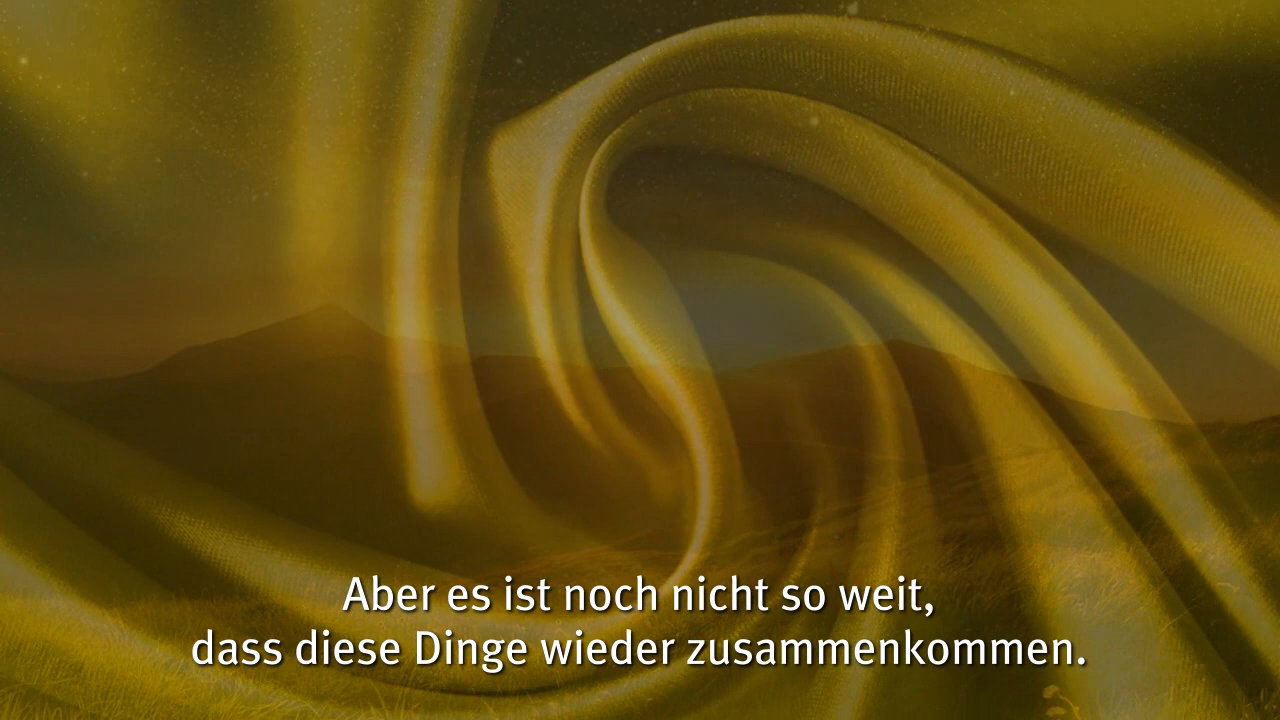 Aber es ist noch nicht so weit,
dass diese Dinge wieder zusammenkommen.